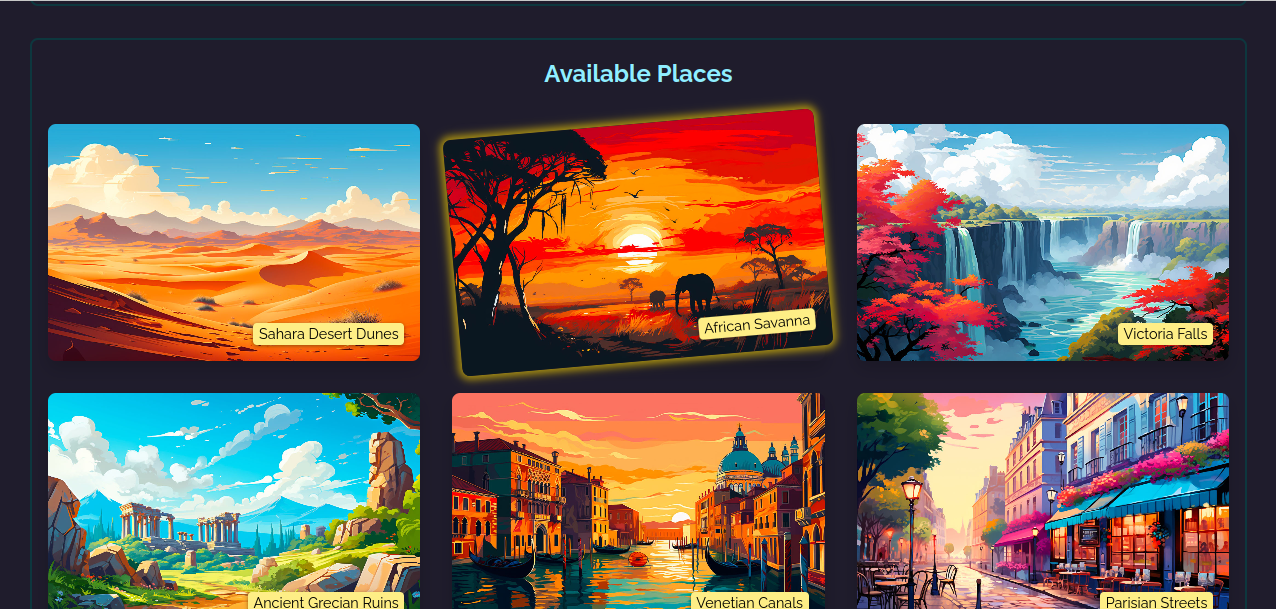 Available Places
Sahara Desert Dunes
African Savanna
Victoria Falls
Ancient Grecian Ruins
Venetian Canals
Parisian Streets